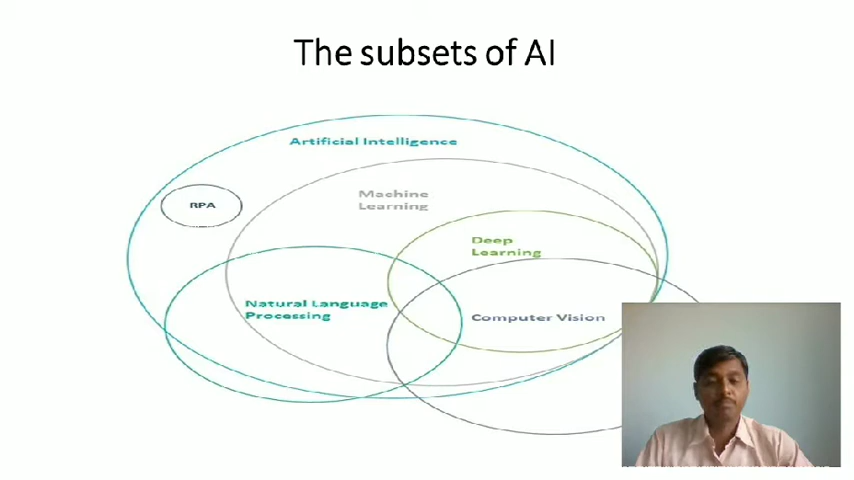 The subsets of AI
Artificial Intelligence
Machine
Learning
RPA
Deep
Learning
Natural Language
Processing
Computer Vision